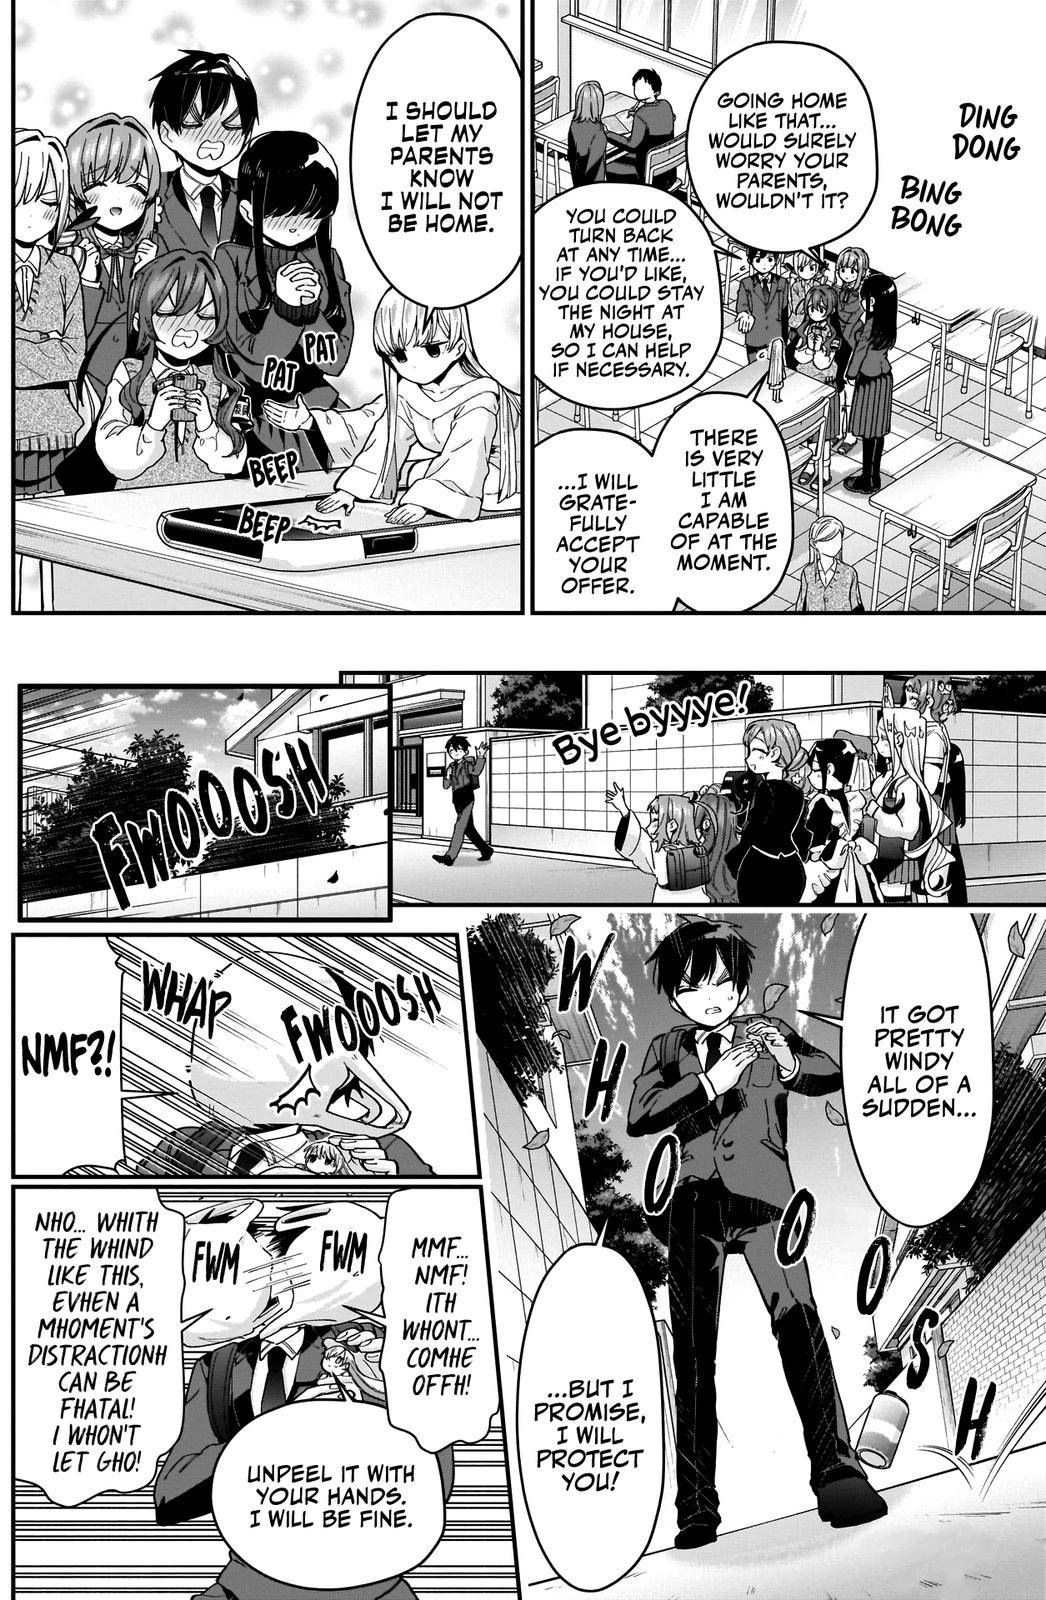 DING
DONG
BING
BONG
GOING HOME
LIKE THAT...
WOULD SURELY
WORRY YOUR
PARENTS,
WOULDN'T IT?
YOU COULD
TURN BACK
AT ANY TIME...
IF YOU'D LIKE,
YOU COULD STAY
THE NIGHT AT
MY HOUSE,
SO I CAN HELP
IF NECESSARY.
THERE
IS VERY
LITTLE
I AM
CAPABLE
OF AT THE
MOMENT.
...I WILL
GRATE-
FULLY
ACCEPT
YOUR
OFFER.
I SHOULD
LET MY
PARENTS
KNOW
I WILL NOT
BE HOME.
PAT
PAT
BEEP
BEEP
Bye byyye!
FWOOOSH
IT GOT
PRETTY
WINDY
ALL OF A
SUDDEN...
WHOOOSH
...BUT I
PROMISE,
I WILL
PROTECT
YOU!
FWOOOSH
WHAP
NMF?!
MMF...
NMF!
ITH
WHONT...
COMHE
OFFH!
FWM
FWM
NHO... WHITH
THE WHIND
LIKE THIS,
EVHEN A
MHOMENT'S
DISTRACTIONH
CAN BE
FHATAL!
I WHON'T
LET GHO!
UNPEEL IT WITH
YOUR HANDS.
I WILL BE FINE.